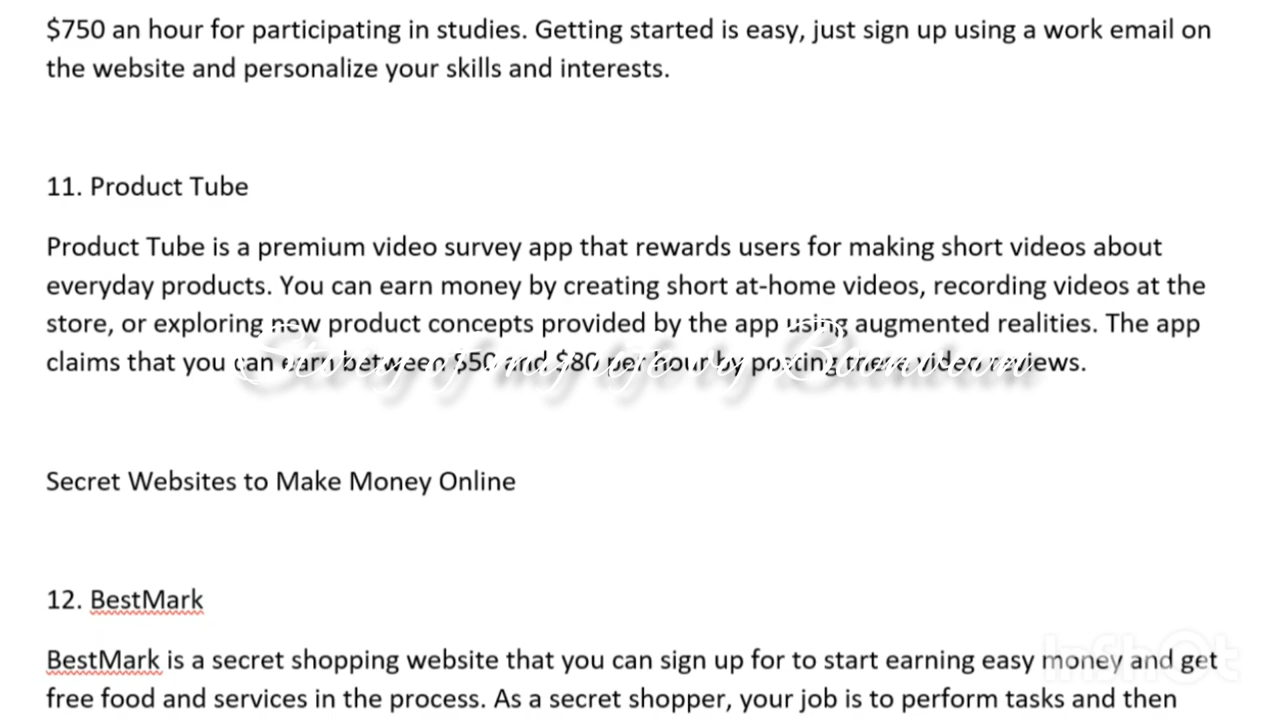 $750 an hour for participating in studies. Getting started is easy, just sign up using a work email on
the website and personalize your skills and interests.
11. Product Tube
Product Tube is a premium video survey app that rewards users for making short videos about
everyday products. You can earn money by creating short at-home videos, recording videos at the
store, or exploring new product concepts provided by the app using augmented realities. The app
claims that you can earn between $50 and $80 per hour by posting these video reviews.
Secret Websites to Make Money Online
12. BestMark
BestMark is a secret shopping website that you can sign up for to start earning easy money and get
free food and services in the process. As a secret shopper, your job is to perform tasks and then
InShOt